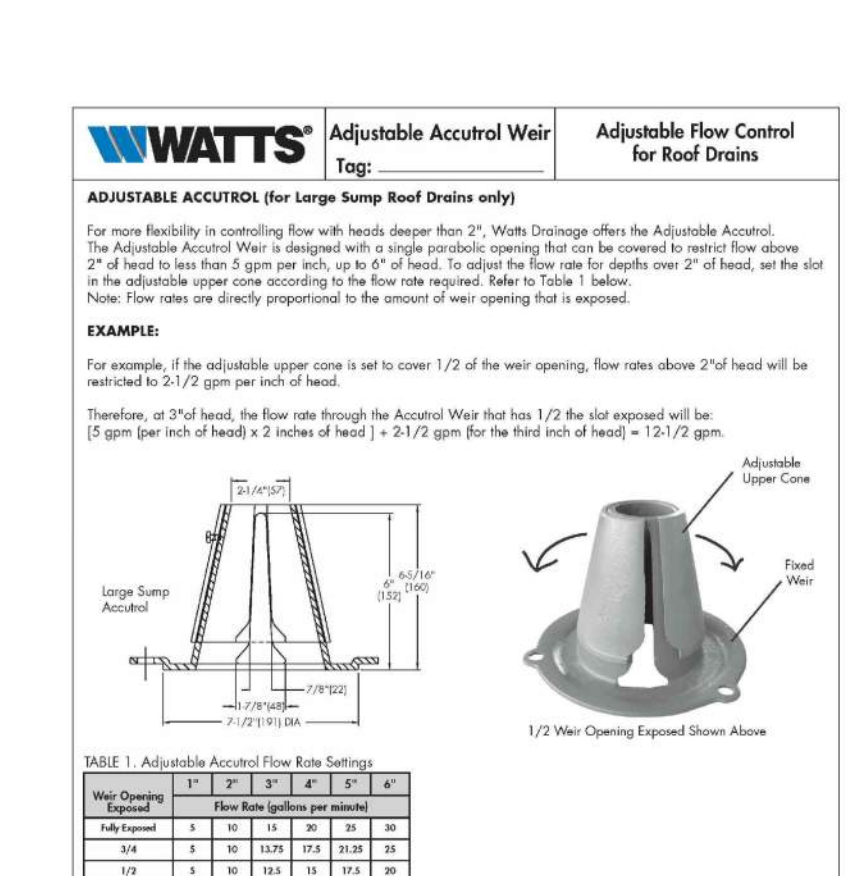 WATTS®
Adjustable Accutrol Weir
Tag:
Adjustable Flow Control
for Roof Drains
ADJUSTABLE ACCUTROL (for Large Sump Roof Drains only)
For more flexibility in controlling flow with heads deeper than 2", Watts Drainage offers the Adjustable Accutrol.
The Adjustable Accutrol Weir is designed with a single parabolic opening that can be covered to restrict flow above
2" of head to less than 5 gpm per inch, up to 6" of head. To adjust the flow rate for depths over 2" of head, set the slot
in the adjustable upper cone according to the flow rate required. Refer to Table 1 below.
Note: Flow rates are directly proportional to the amount of weir opening that is exposed.
EXAMPLE:
For example, if the adjustable upper cone is set to cover 1/2 of the weir opening, flow rates above 2"of head will be
restricted to 2-1/2 gpm per inch of head.
Therefore, at 3"of head, the flow rate through the Accutrol Weir that has 1/2 the slot exposed will be:
[5 gpm (per inch of head) x 2 inches of head ] + 2-1/2 gpm (for the third inch of head) = 12-1/2 gpm.
Adjustable
Upper Cone
2-1/4"(57)
Fixed
Weir
6-5/16"
(160)
6"
(152)
Large Sump
Accutrol
7/8"(22)
1-7/8"(48)
7-1/2"(191) DIA
1/2 Weir Opening Exposed Shown Above
TABLE 1. Adjustable Accutrol Flow Rate Settings
Weir Opening
Exposed
1" 2" 3" 4" 5" 6"
Flow Rate (gallons per minute)
Fully Exposed 5 10 15 20 25 30
3/4 5 10 13.75 17.5 21.25 25
1/2 5 10 12.5 15 17.5 20